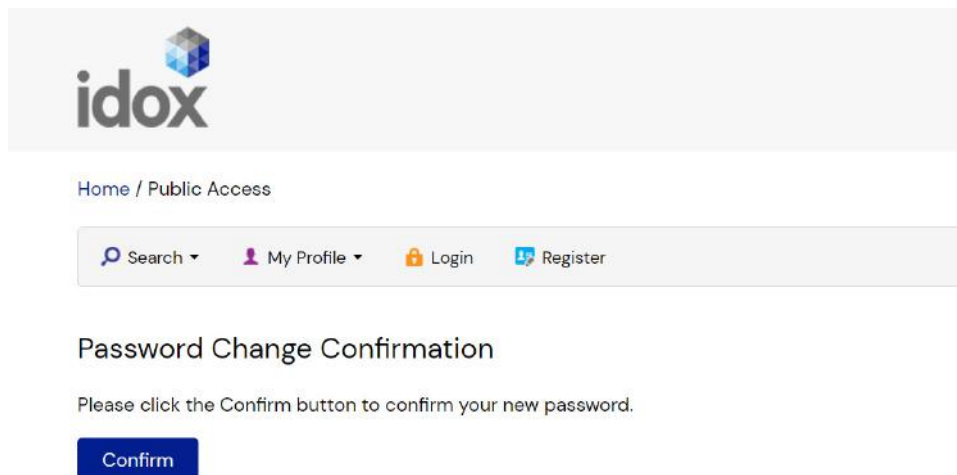 idox
Home / Public Access
Search My Profile Login Register
Password Change Confirmation
Please click the Confirm button to confirm your new password.
Confirm